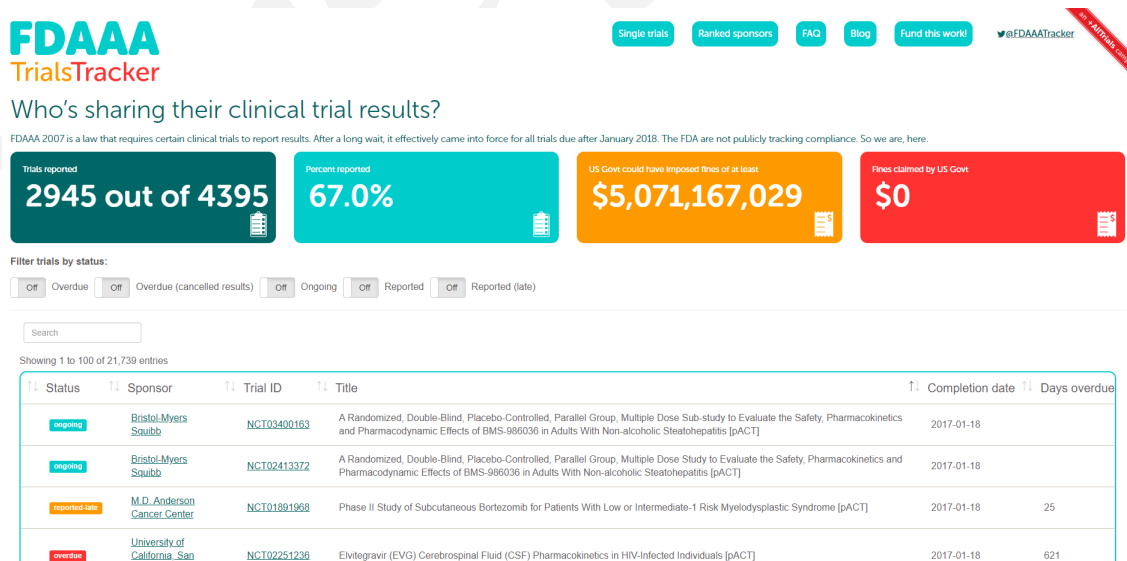 FDAAA
TrialsTracker
Single trials
Ranked sponsors
FAQ
Blog
Fund this work!
@FDAAATracker
an +AllTrials
Who's sharing their clinical trial results?
FDAAA 2007 is a law that requires certain clinical trials to report results. After a long wait, it effectively came into force for all trials due after January 2018. The FDA are not publicly tracking compliance. So we are, here.
Trials reported
2945 out of 4395
Percent reported
67.0%
US Govt could have imposed fines of at least
$5,071,167,029
Fines claimed by US Govt
$0
Filter trials by status:
Off Overdue Off Overdue (cancelled results) Off Ongoing Off Reported Off Reported (late)
Search
Showing 1 to 100 of 21,739 entries
Status Sponsor Trial ID Title Completion date Days overdue
ongoing
Bristol-Myers
Squibb
NCT03400163
A Randomized, Double-Blind, Placebo-Controlled, Parallel Group, Multiple Dose Sub-study to Evaluate the Safety, Pharmacokinetics
and Pharmacodynamic Effects of BMS-986036 in Adults With Non-alcoholic Steatohepatitis [pACT]
2017-01-18
ongoing
Bristol-Myers
Squibb
NCT02413372
A Randomized, Double-Blind, Placebo-Controlled, Parallel Group, Multiple Dose Study to Evaluate the Safety, Pharmacokinetics and
Pharmacodynamic Effects of BMS-986036 in Adults With Non-alcoholic Steatohepatitis [pACT]
2017-01-18
reported-late
M.D. Anderson
Cancer Center
NCT01891968
Phase II Study of Subcutaneous Bortezomib for Patients With Low or Intermediate-1 Risk Myelodysplastic Syndrome [pACT]
2017-01-18
25
overdue
University of
California, San
NCT02251236
Elvitegravir (EVG) Cerebrospinal Fluid (CSF) Pharmacokinetics in HIV-Infected Individuals [pACT]
2017-01-18
621